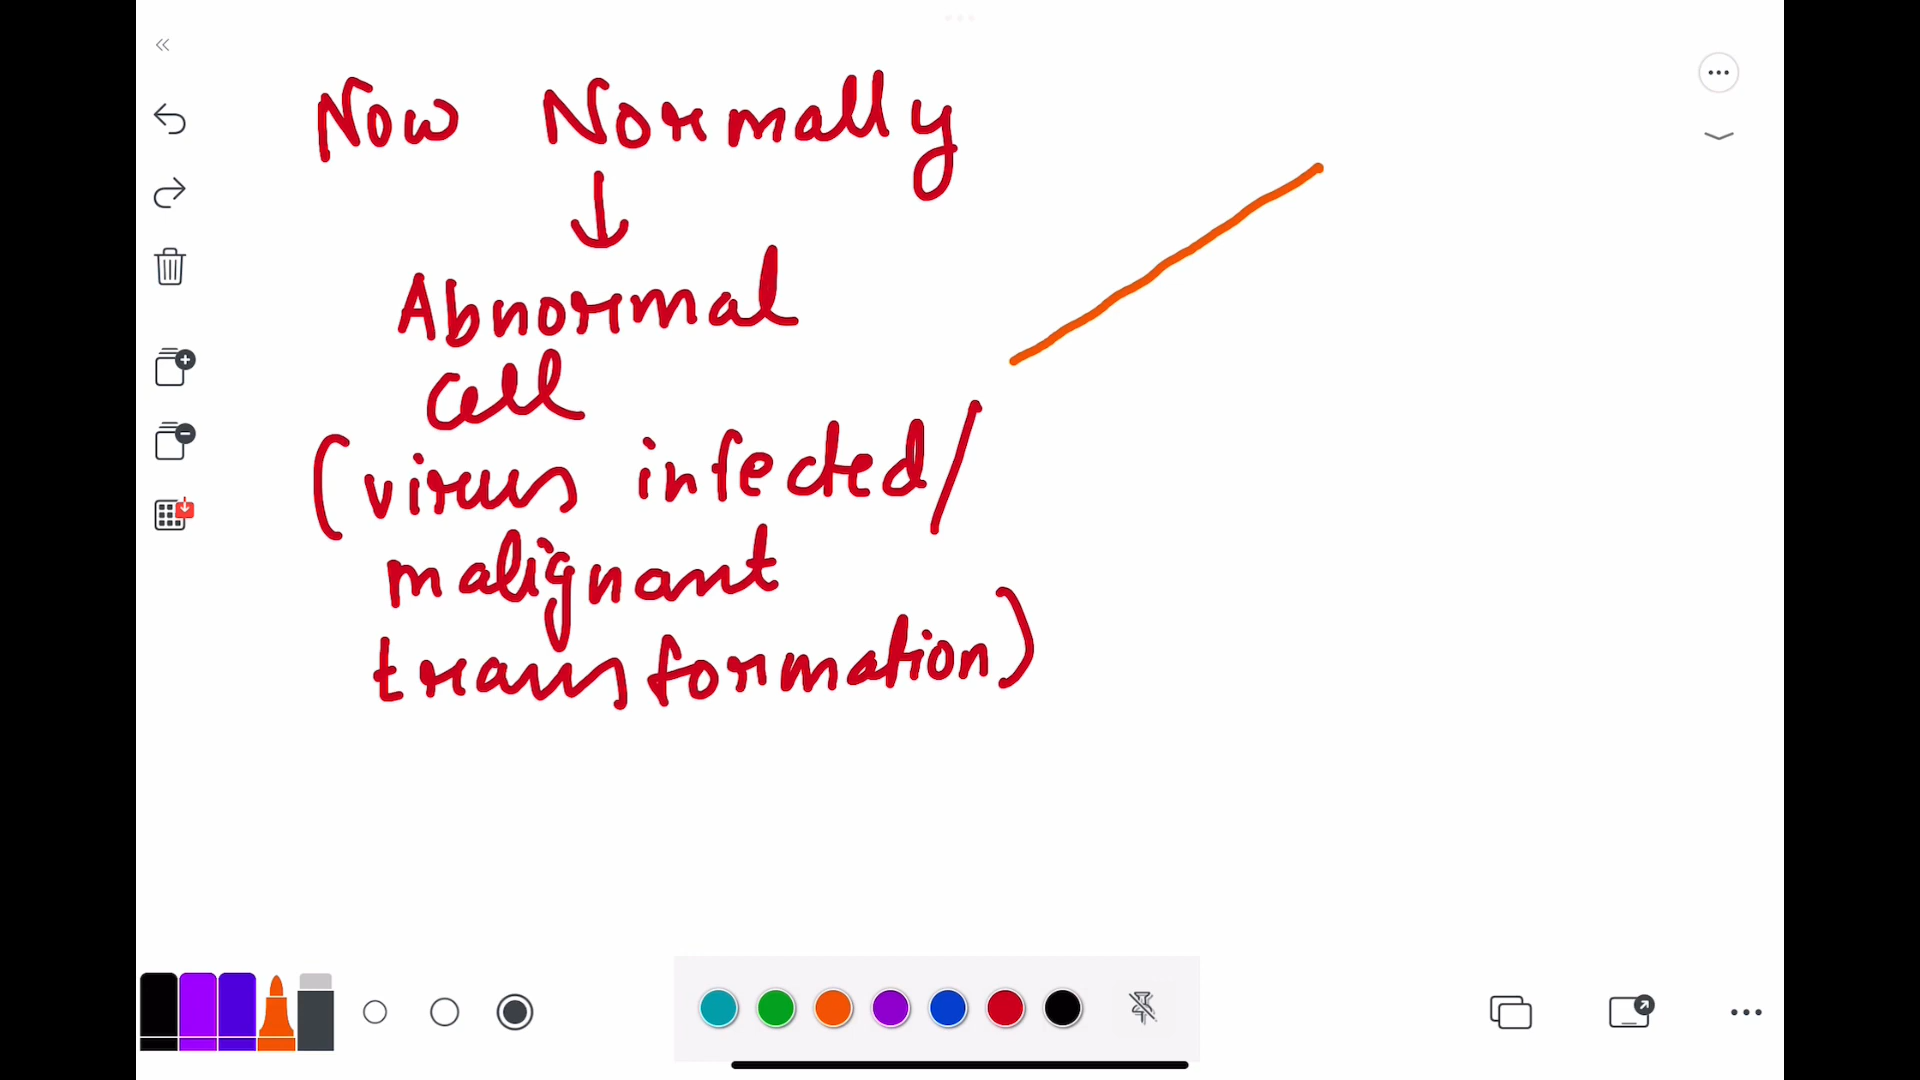 Now Normally
↓
Abnormal
cell
(virus infected/
malignant
transformation)